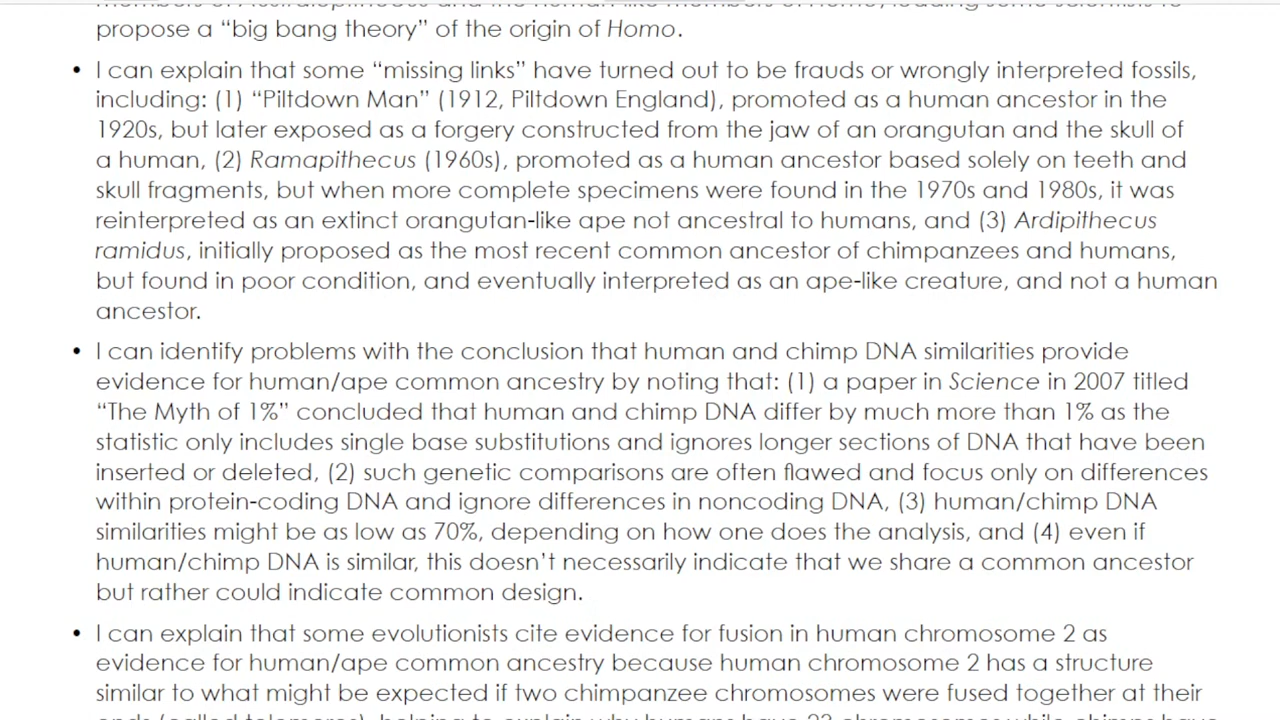 propose a “big bang theory” of the origin of Homo.
• I can explain that some “missing links” have turned out to be frauds or wrongly interpreted fossils,
including: (1) “Piltdown Man” (1912, Piltdown England), promoted as a human ancestor in the
1920s, but later exposed as a forgery constructed from the jaw of an orangutan and the skull of
a human, (2) Ramapithecus (1960s), promoted as a human ancestor based solely on teeth and
skull fragments, but when more complete specimens were found in the 1970s and 1980s, it was
reinterpreted as an extinct orangutan-like ape not ancestral to humans, and (3) Ardipithecus
ramidus, initially proposed as the most recent common ancestor of chimpanzees and humans,
but found in poor condition, and eventually interpreted as an ape-like creature, and not a human
ancestor.
• I can identify problems with the conclusion that human and chimp DNA similarities provide
evidence for human/ape common ancestry by noting that: (1) a paper in Science in 2007 titled
“The Myth of 1%” concluded that human and chimp DNA differ by much more than 1% as the
statistic only includes single base substitutions and ignores longer sections of DNA that have been
inserted or deleted, (2) such genetic comparisons are often flawed and focus only on differences
within protein-coding DNA and ignore differences in noncoding DNA, (3) human/chimp DNA
similarities might be as low as 70%, depending on how one does the analysis, and (4) even if
human/chimp DNA is similar, this doesn’t necessarily indicate that we share a common ancestor
but rather could indicate common design.
• I can explain that some evolutionists cite evidence for fusion in human chromosome 2 as
evidence for human/ape common ancestry because human chromosome 2 has a structure
similar to what might be expected if two chimpanzee chromosomes were fused together at their